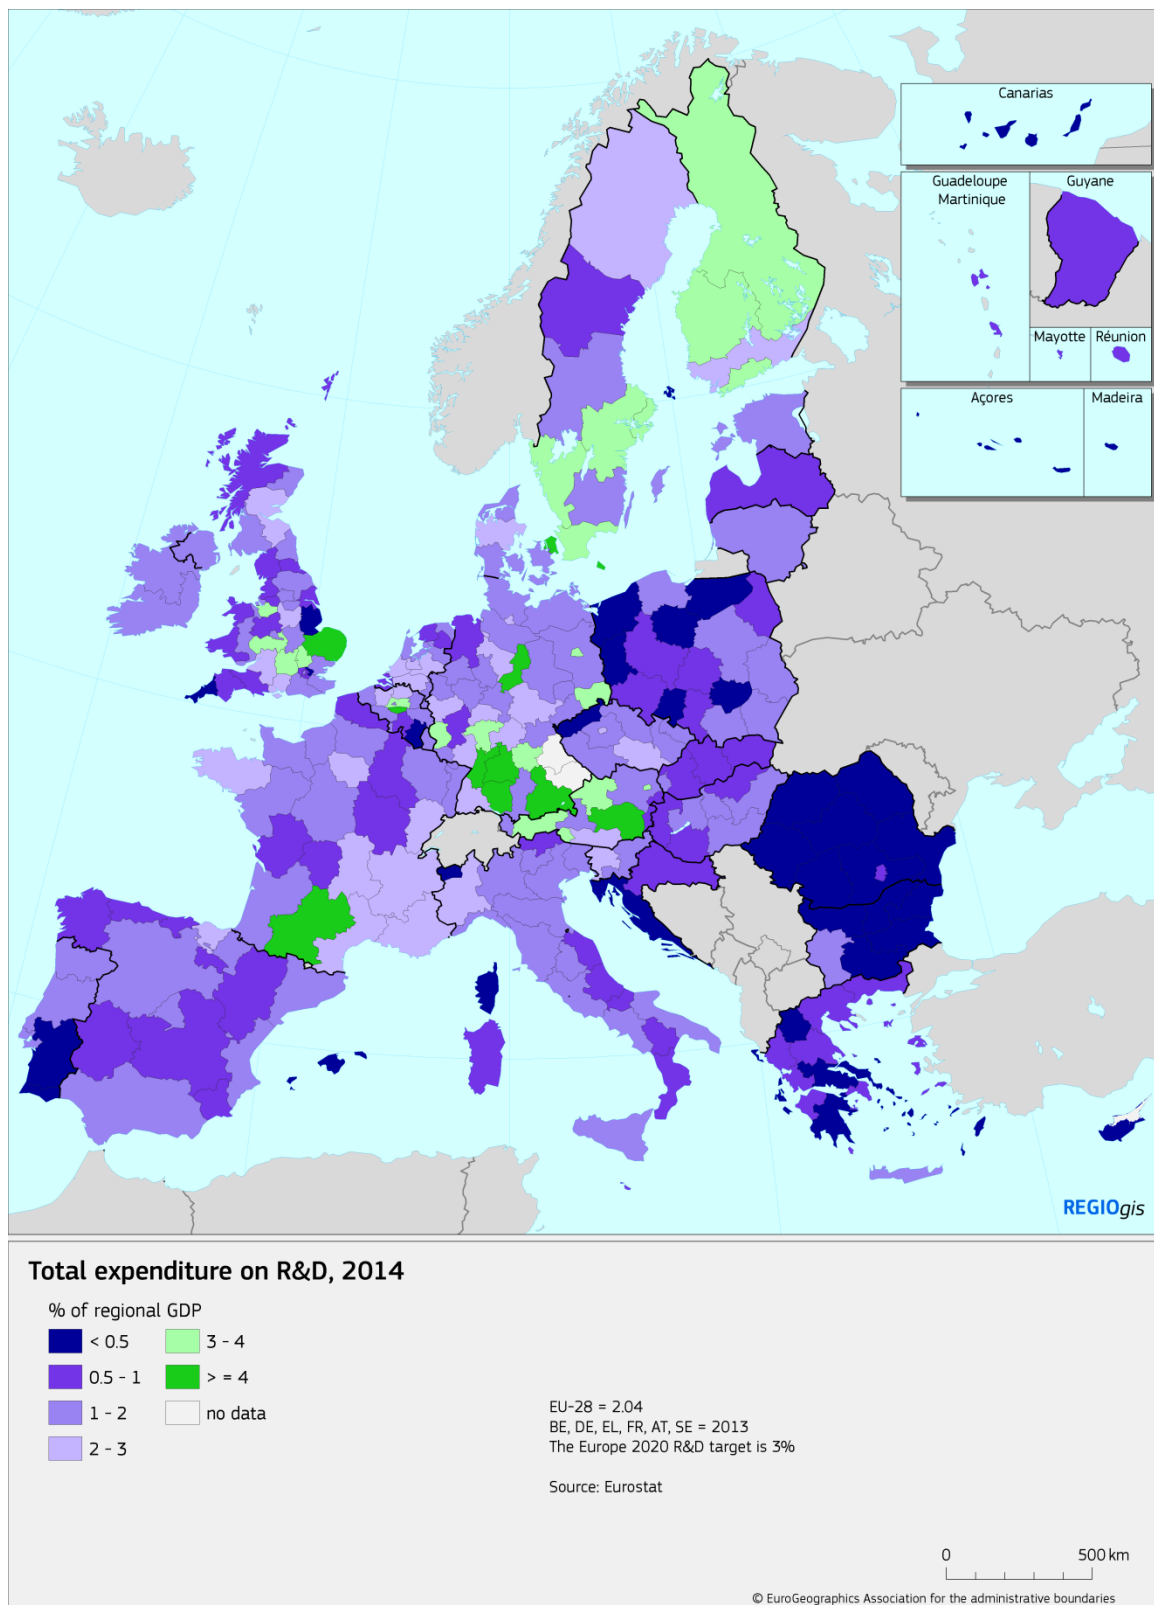 Canarias
Guadeloupe
Martinique
Guyane
Mayotte
Réunion
Açores
Madeira
REGIOgis
Total expenditure on R&D, 2014
% of regional GDP
< 0.5
0.5 - 1
1 - 2
2 - 3
3 - 4
> = 4
no data
EU-28 = 2.04
BE, DE, EL, FR, AT, SE = 2013
The Europe 2020 R&D target is 3%
Source: Eurostat
0 500 km
© EuroGeographics Association for the administrative boundaries